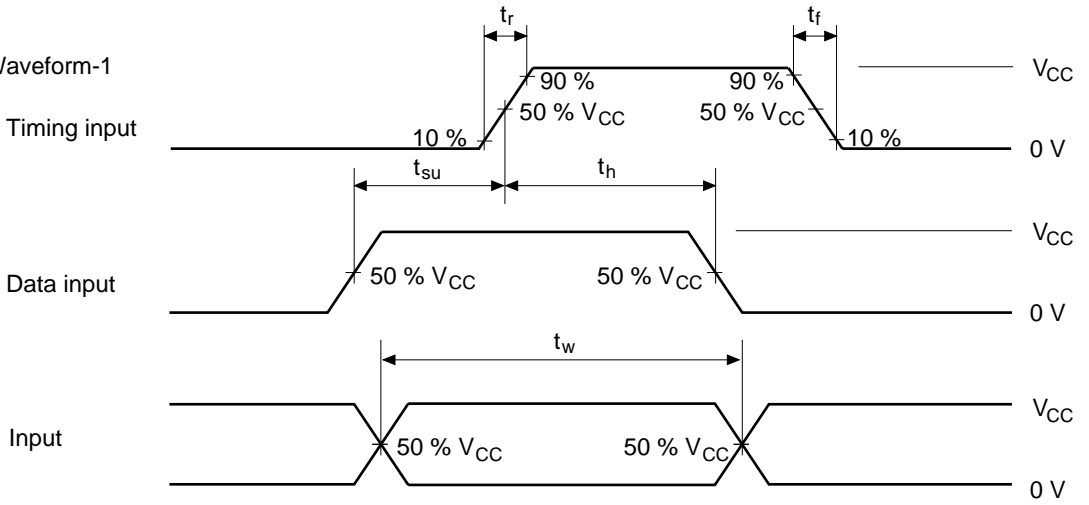 t_r
t_f
/aveform-1
V_CC
90 %
90 %
50 % V_CC
50 % V_CC
Timing input
10 %
10 %
0 V
t_su
t_h
V_CC
50 % V_CC
50 % V_CC
Data input
0 V
t_w
V_CC
Input
50 % V_CC
50 % V_CC
0 V